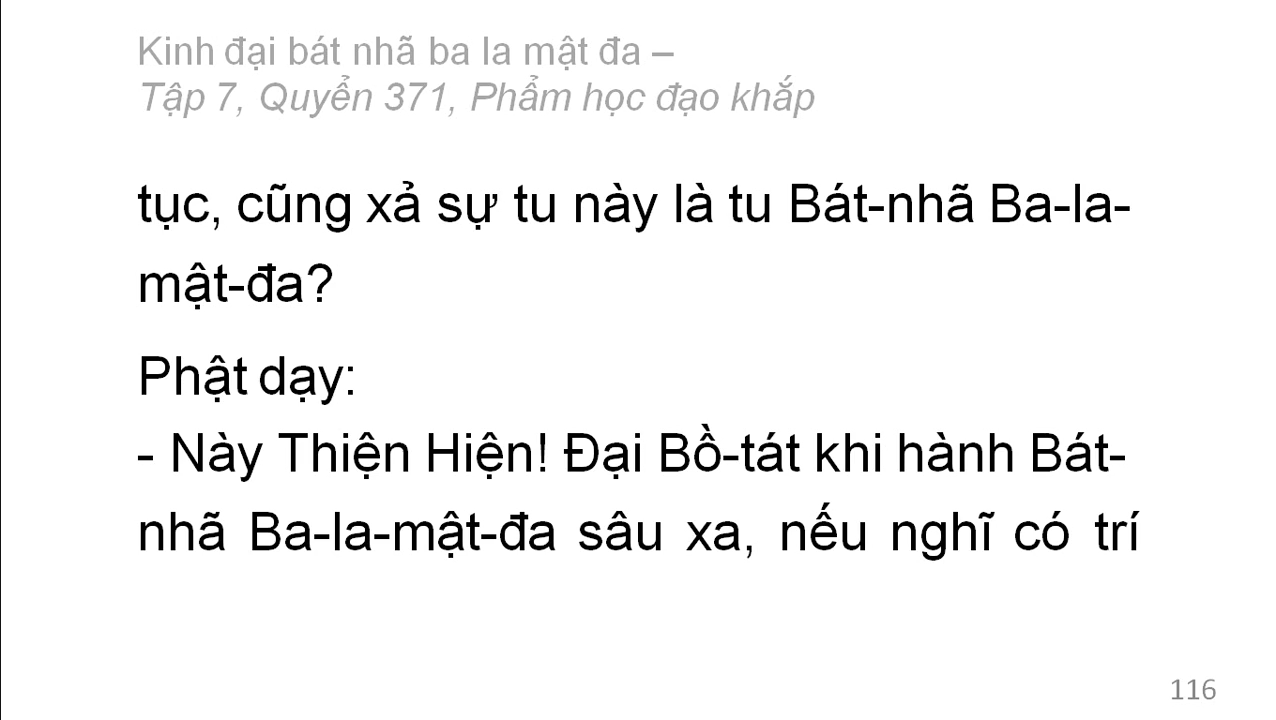 Kinh đại bát nhã ba la mật đa –
Tập 7, Quyển 371, Phẩm học đạo khắp
tục, cũng xả sự tu này là tu Bát-nhã Ba-la-
mật-đa?
Phật dạy:
- Này Thiện Hiện! Đại Bồ-tát khi hành Bát-
nhã Ba-la-mật-đa sâu xa, nếu nghĩ có trí
116